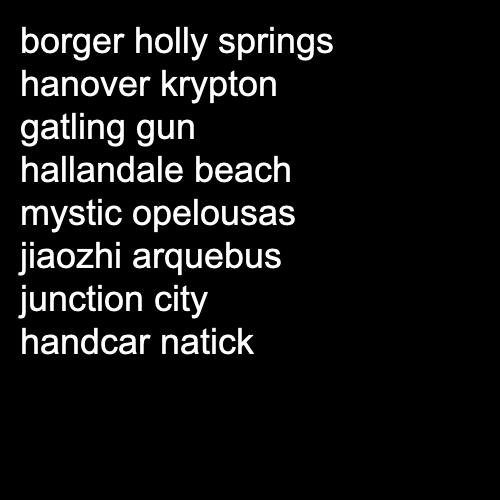 borger holly springs
hanover krypton
gatling gun
hallandale beach
mystic opelousas
jiaozhi arquebus
junction city
handcar natick